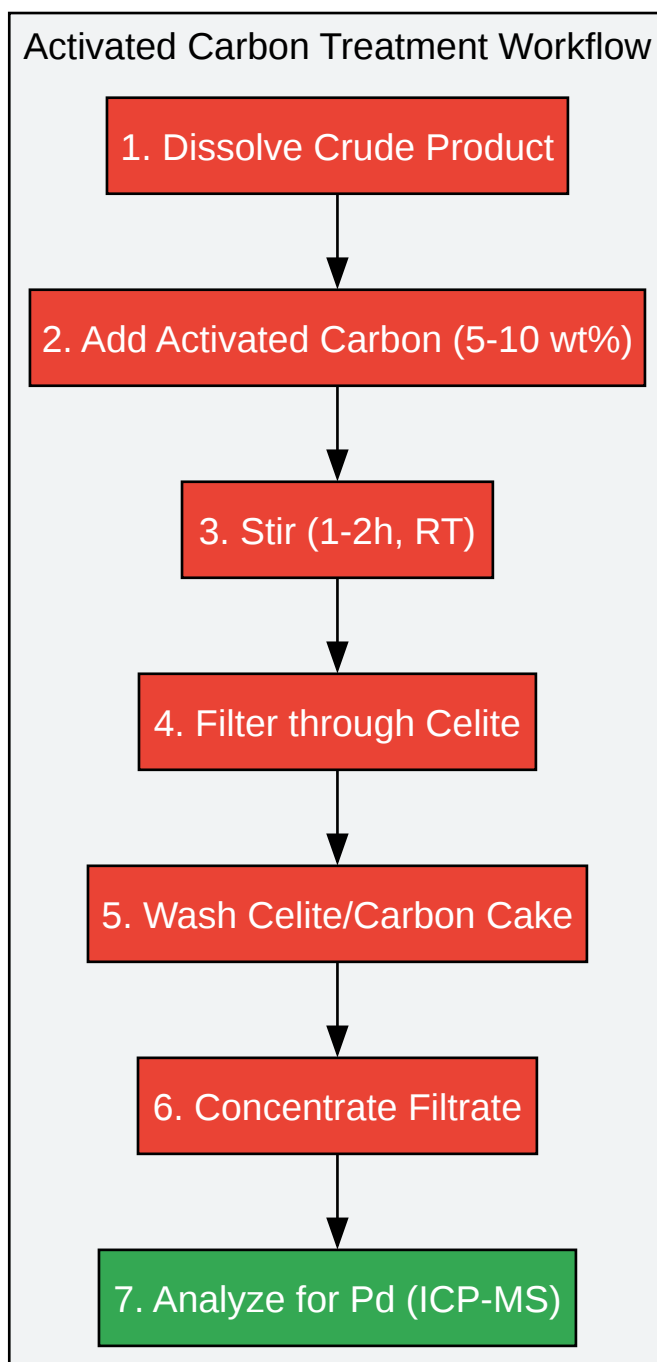 Activated Carbon Treatment Workflow
1. Dissolve Crude Product
2. Add Activated Carbon (5-10 wt%)
3. Stir (1-2h, RT)
4. Filter through Celite
5. Wash Celite/Carbon Cake
6. Concentrate Filtrate
7. Analyze for Pd (ICP-MS)